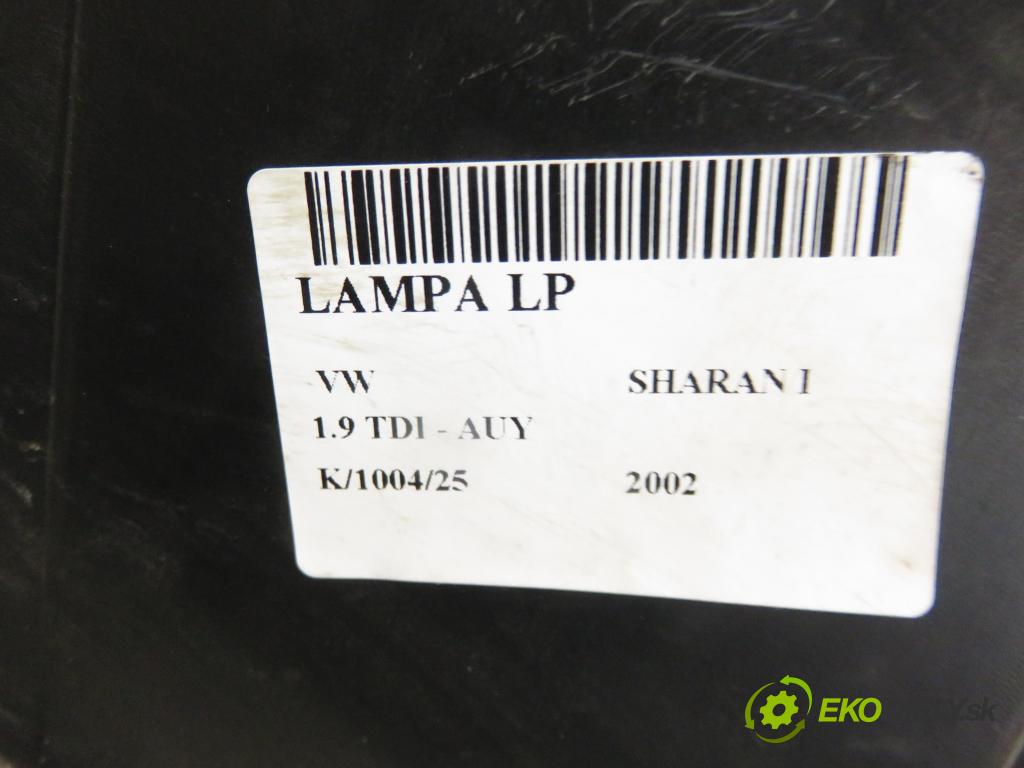 LAMPA LP
VW SHARAN I
1.9 TDI - AUY
K/1004/25 2002
EKO